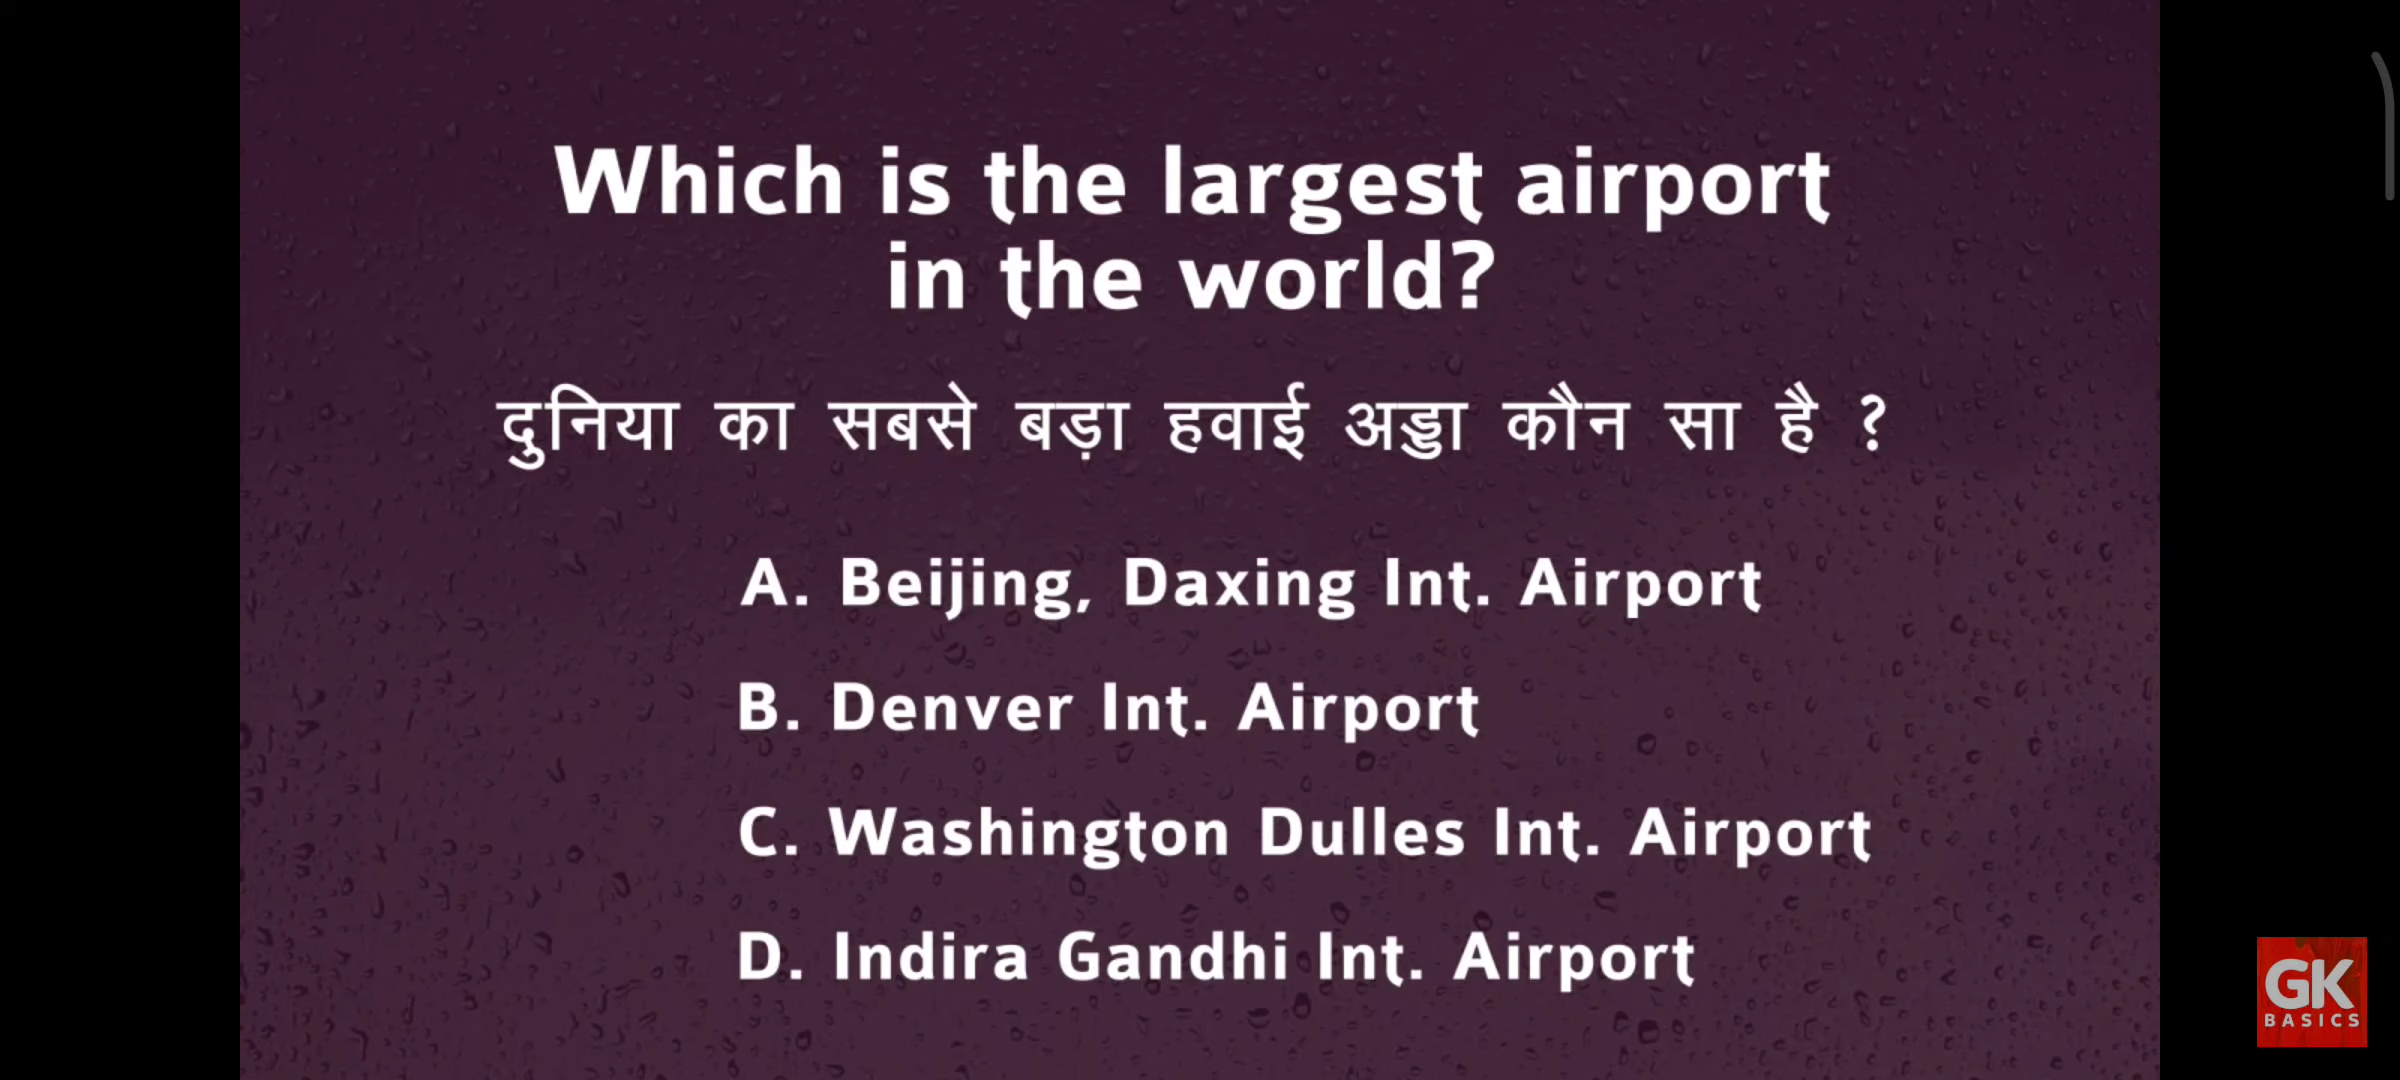 Which is the largest airport
in the world?
दुनिया का सबसे बड़ा हवाई अड्डा कौन सा है ?
A. Beijing, Daxing Int. Airport
B. Denver Int. Airport
C. Washington Dulles Int. Airport
D. Indira Gandhi Int. Airport
GK
BASICS